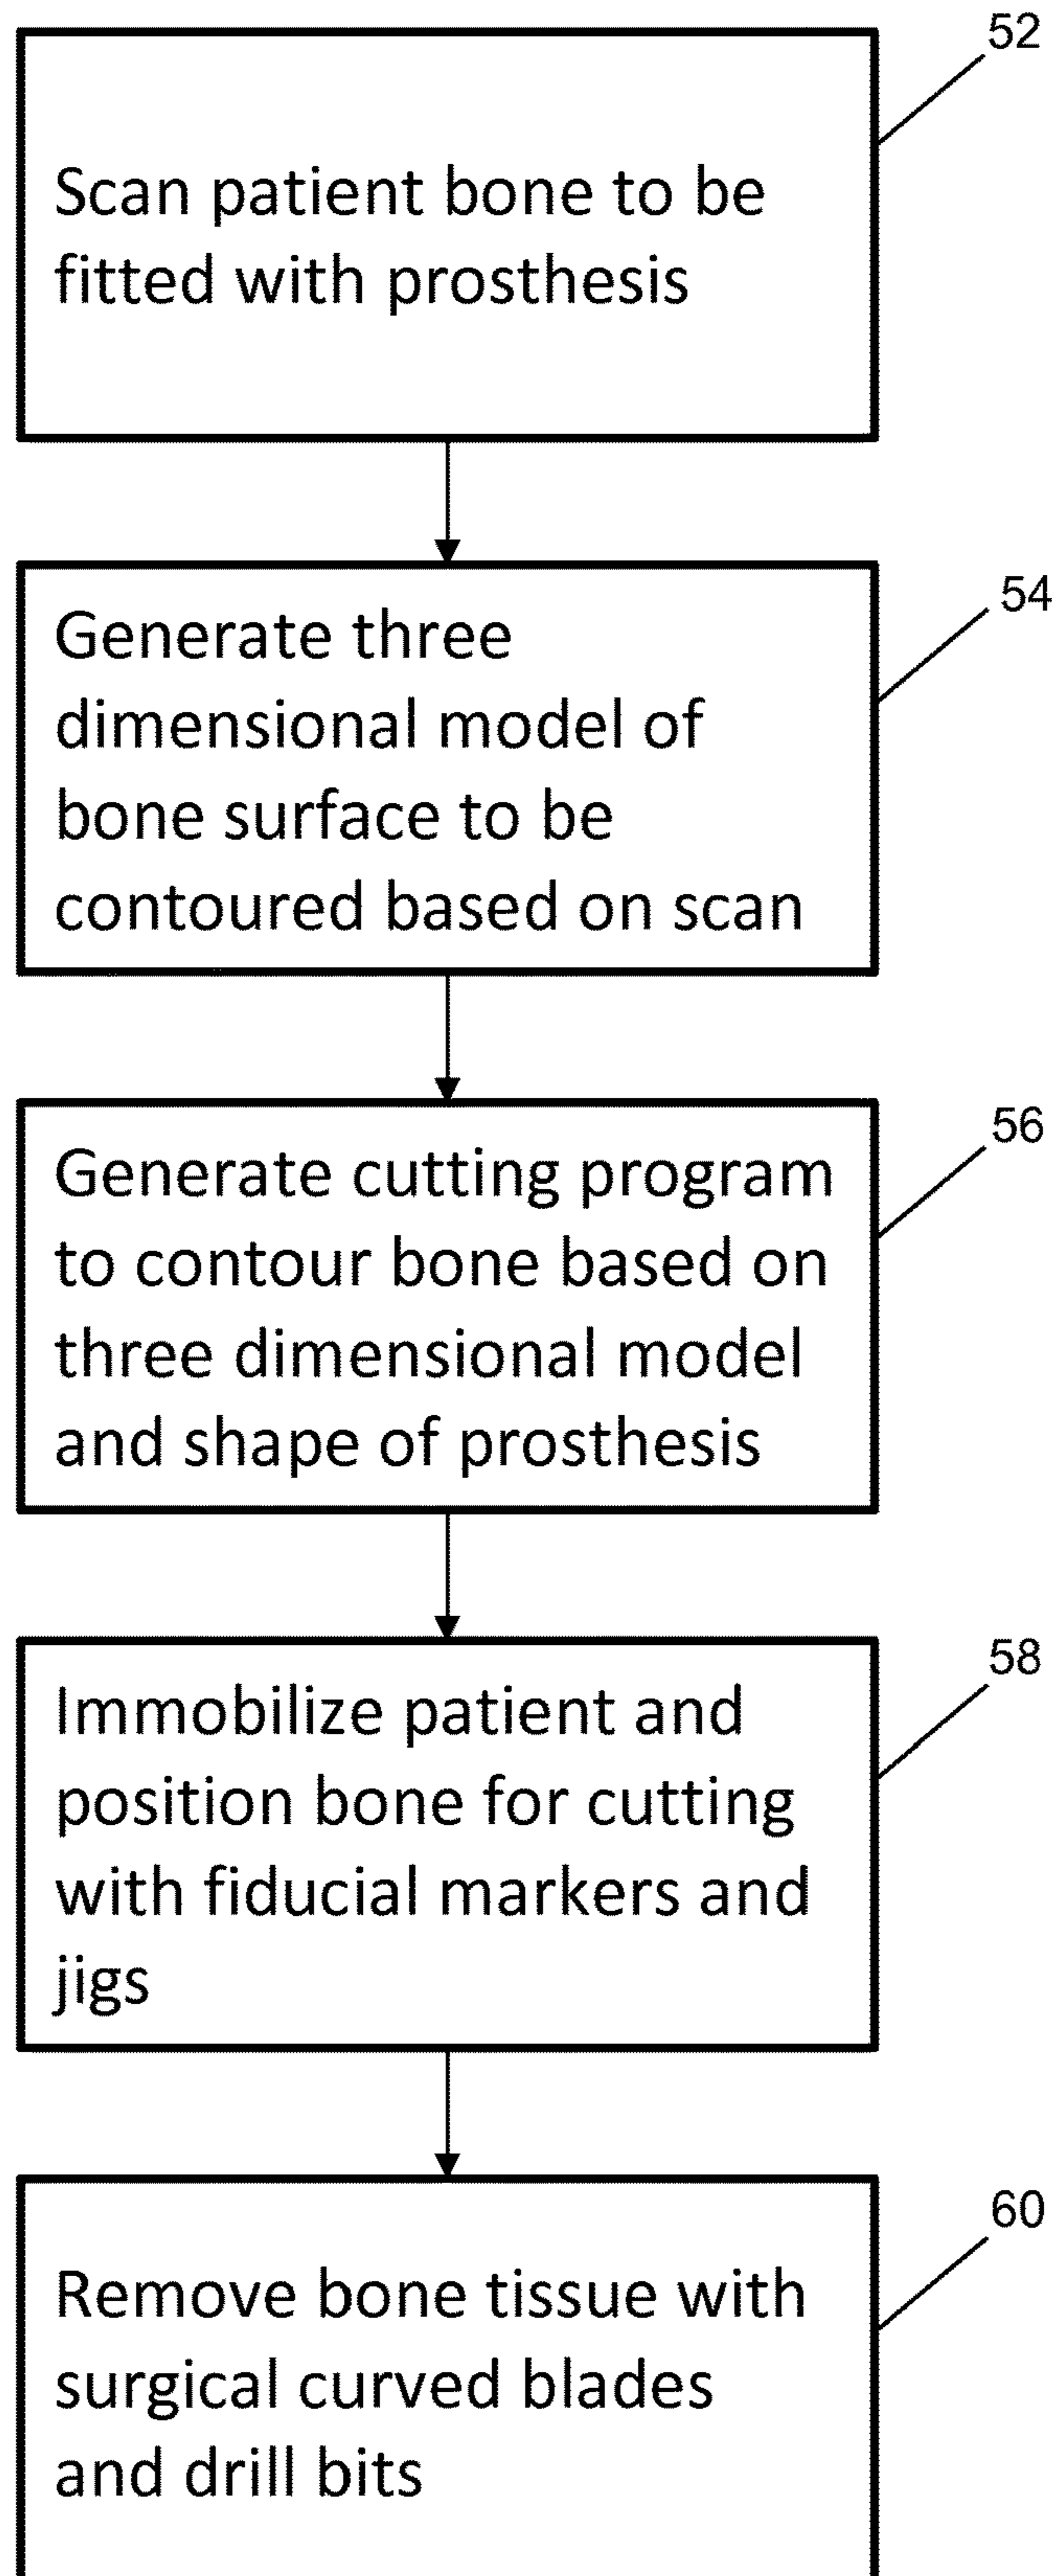 52
Scan patient bone to be
fitted with prosthesis
54
Generate three
dimensional model of
bone surface to be
contoured based on scan
56
Generate cutting program
to contour bone based on
three dimensional model
and shape of prosthesis
58
Immobilize patient and
position bone for cutting
with fiducial markers and
jigs
60
Remove bone tissue with
surgical curved blades
and drill bits